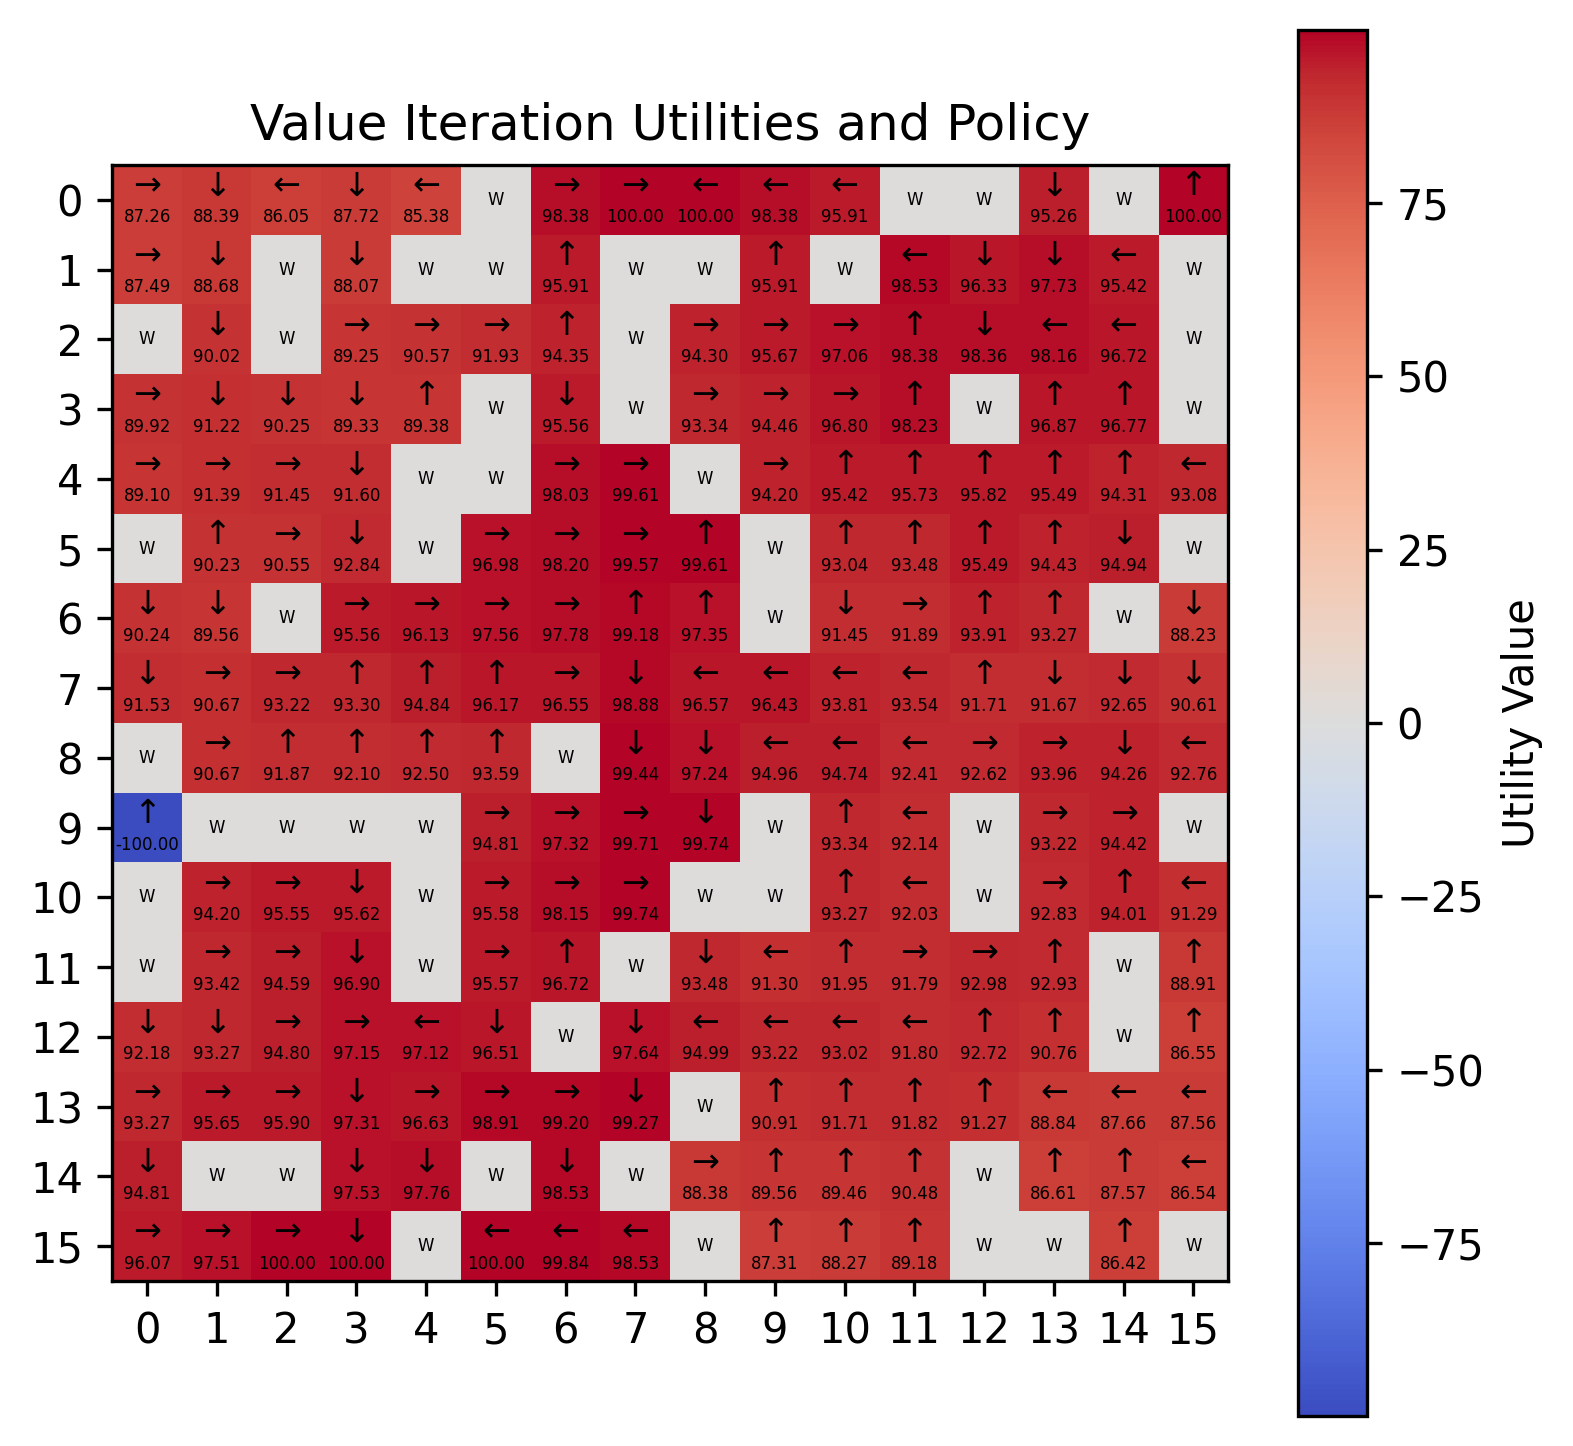 Value Iteration Utilities and Policy
0 → ↓ ← ↓ ← W → → ← ← ← W W ↓ W ↑
87.26 88.39 86.05 87.72 85.38 98.38 100.00 100.00 98.38 95.91 95.26 100.00
1 → ↓ W ↓ W W ↑ W W ↑ W ← ↓ ↓ ← W
87.49 88.68 88.07 95.91 95.91 98.53 96.33 97.73 95.42
2 W ↓ W → → → ↑ W → → → ↑ ↓ ← ← W
90.02 89.25 90.57 91.93 94.35 94.30 95.67 97.06 98.38 98.36 98.16 96.72
3 → ↓ ↓ ↓ ↑ W ↓ W → → → ↑ W ↑ ↑ W
89.92 91.22 90.25 89.33 89.38 95.56 93.34 94.46 96.80 98.23 96.87 96.77
4 → → → ↓ W W → → W → ↑ ↑ ↑ ↑ ↑ ←
89.10 91.39 91.45 91.60 98.03 99.61 94.20 95.42 95.73 95.82 95.49 94.31 93.08
5 W ↑ → ↓ W → → → ↑ W ↑ ↑ ↑ ↑ ↓ W
90.23 90.55 92.84 96.98 98.20 99.57 99.61 93.04 93.48 95.49 94.43 94.94
6 ↓ ↓ W → → → → ↑ ↑ W ↓ → ↑ ↑ W ↓
90.24 89.56 95.56 96.13 97.56 97.78 99.18 97.35 91.45 91.89 93.91 93.27 88.23
7 ↓ → → ↑ ↑ ↑ → ↓ ← ← ← ← ↑ ↓ ↓ ↓
91.53 90.67 93.22 93.30 94.84 96.17 96.55 98.88 96.57 96.43 93.81 93.54 91.71 91.67 92.65 90.61
8 W → ↑ ↑ ↑ ↑ W ↓ ↓ ← ← ← → → ↓ ←
90.67 91.87 92.10 92.50 93.59 99.44 97.24 94.96 94.74 92.41 92.62 93.96 94.26 92.76
9 ↑ W W W W → → → ↓ W ↑ ← W → → W
-100.00 94.81 97.32 99.71 99.74 93.34 92.14 93.22 94.42
10 W → → ↓ W → → → W W ↑ ← W → ↑ ←
94.20 95.55 95.62 95.58 98.15 99.74 93.27 92.03 92.83 94.01 91.29
11 W → → ↓ W → ↑ W ↓ ← ↑ → → ↑ W ↑
93.42 94.59 96.90 95.57 96.72 93.48 91.30 91.95 91.79 92.98 92.93 88.91
12 ↓ ↓ → → ← ↓ W ↓ ← ← ← ← ↑ ↑ W ↑
92.18 93.27 94.80 97.15 97.12 96.51 97.64 94.99 93.22 93.02 91.80 92.72 90.76 86.55
13 → → → ↓ → → → ↓ W ↑ ↑ ↑ ↑ ← ← ←
93.27 95.65 95.90 97.31 96.63 98.91 99.20 99.27 90.91 91.71 91.82 91.27 88.84 87.66 87.56
14 ↓ W W ↓ ↓ W ↓ W → ↑ ↑ ↑ W ↑ ↑ ←
94.81 97.53 97.76 98.53 88.38 89.56 89.46 90.48 86.61 87.57 86.54
15 → → → ↓ W ← ← ← W ↑ ↑ ↑ W W ↑ W
96.07 97.51 100.00 100.00 100.00 99.84 98.53 87.31 88.27 89.18 86.42
0 1 2 3 4 5 6 7 8 9 10 11 12 13 14 15
75
50
25
0
−25
−50
−75
Utility Value